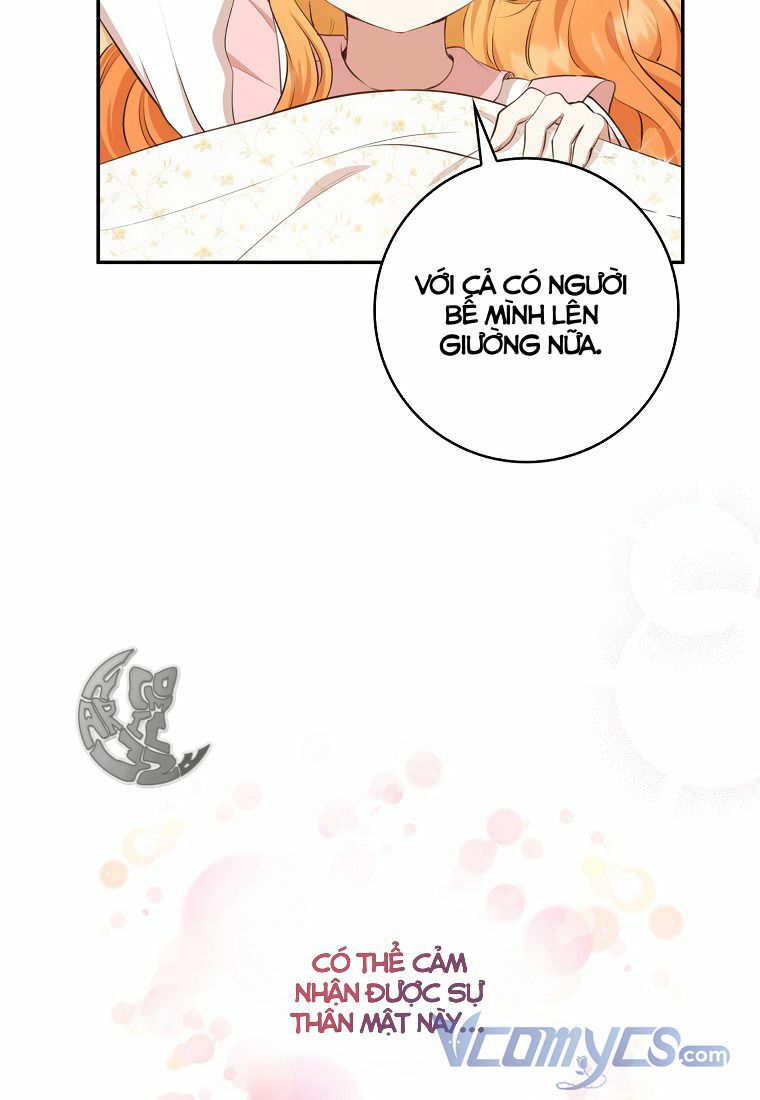 VỚI CẢ CÓ NGƯỜI
BẾ MÌNH LÊN
GIƯỜNG NỮA.
CÓ THỂ CẢM
NHẬN ĐƯỢC SỰ
THÂN MẬT NÀY...
VCOMYCS.com